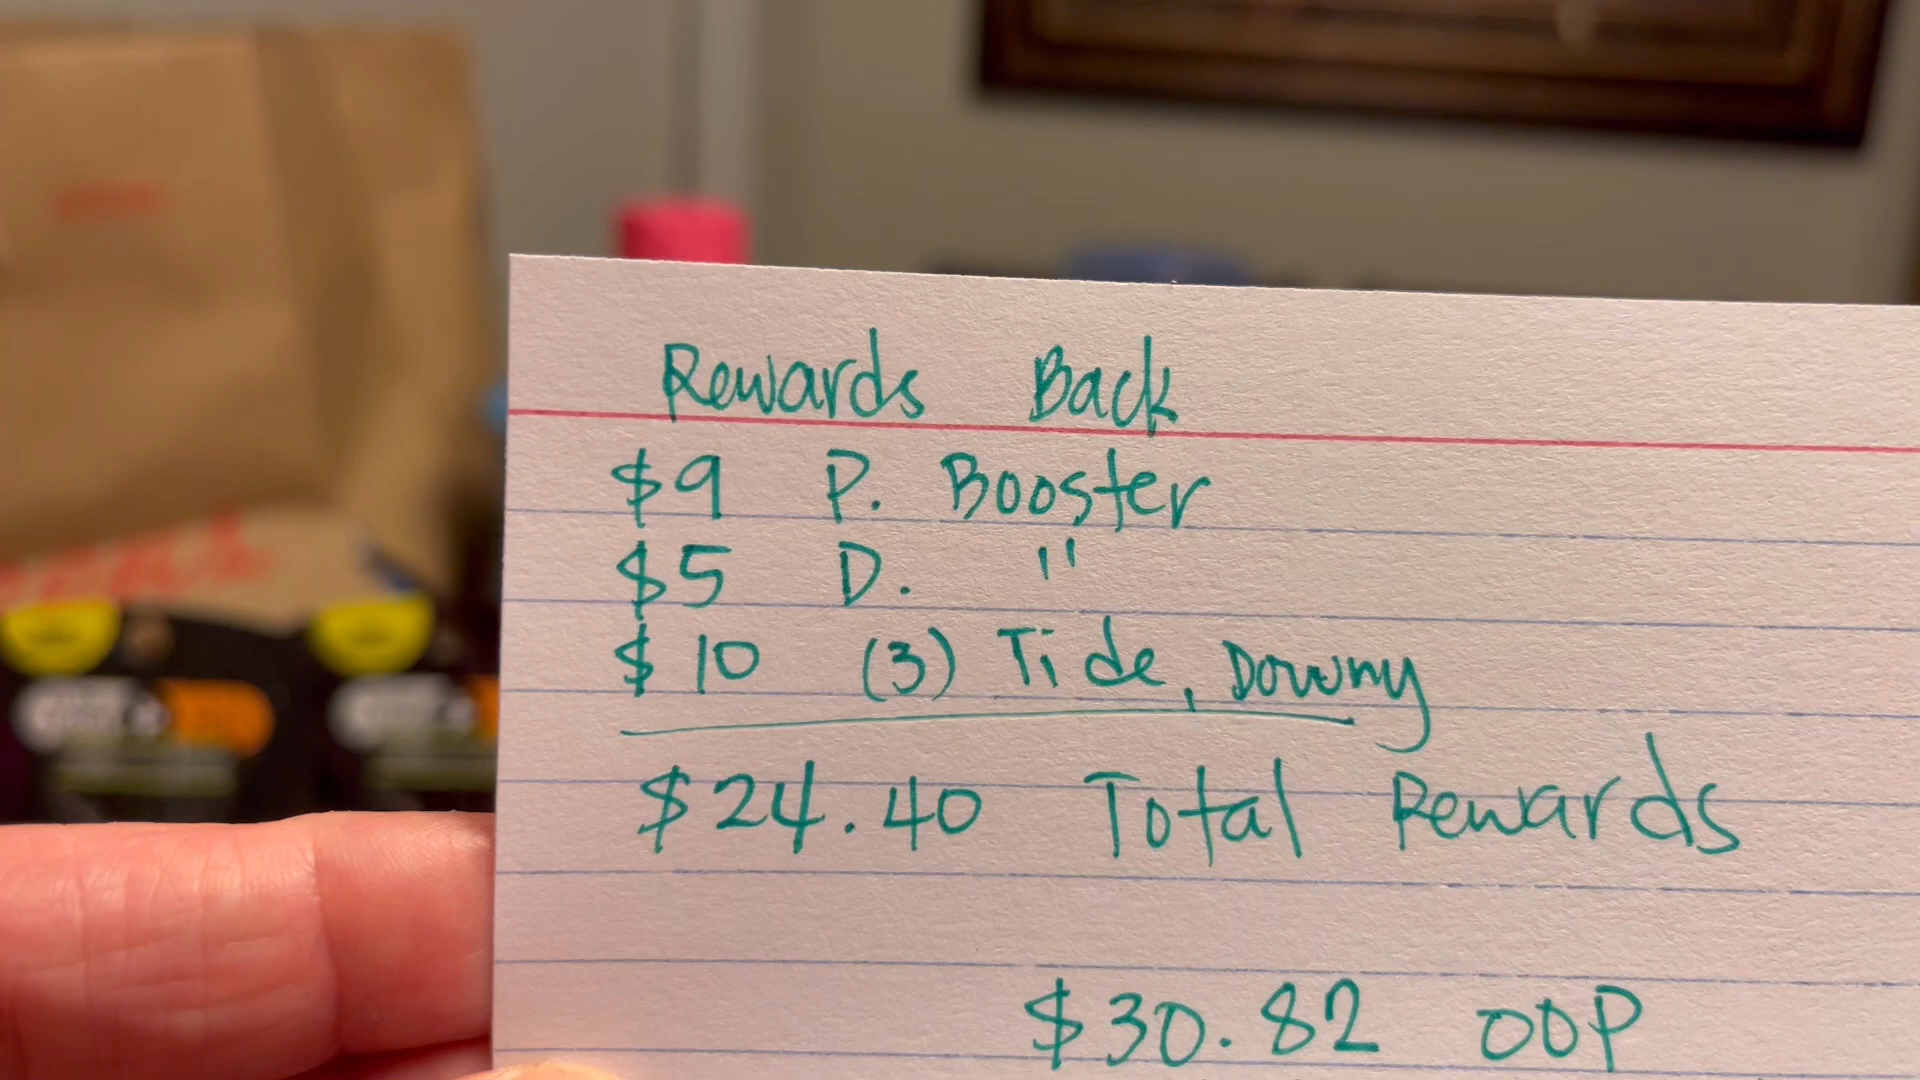 Rewards Back
$9 P. Booster
$5 D. "
$10 (3) Tide, Downy
$24.40 Total Rewards
$30.82 OOP